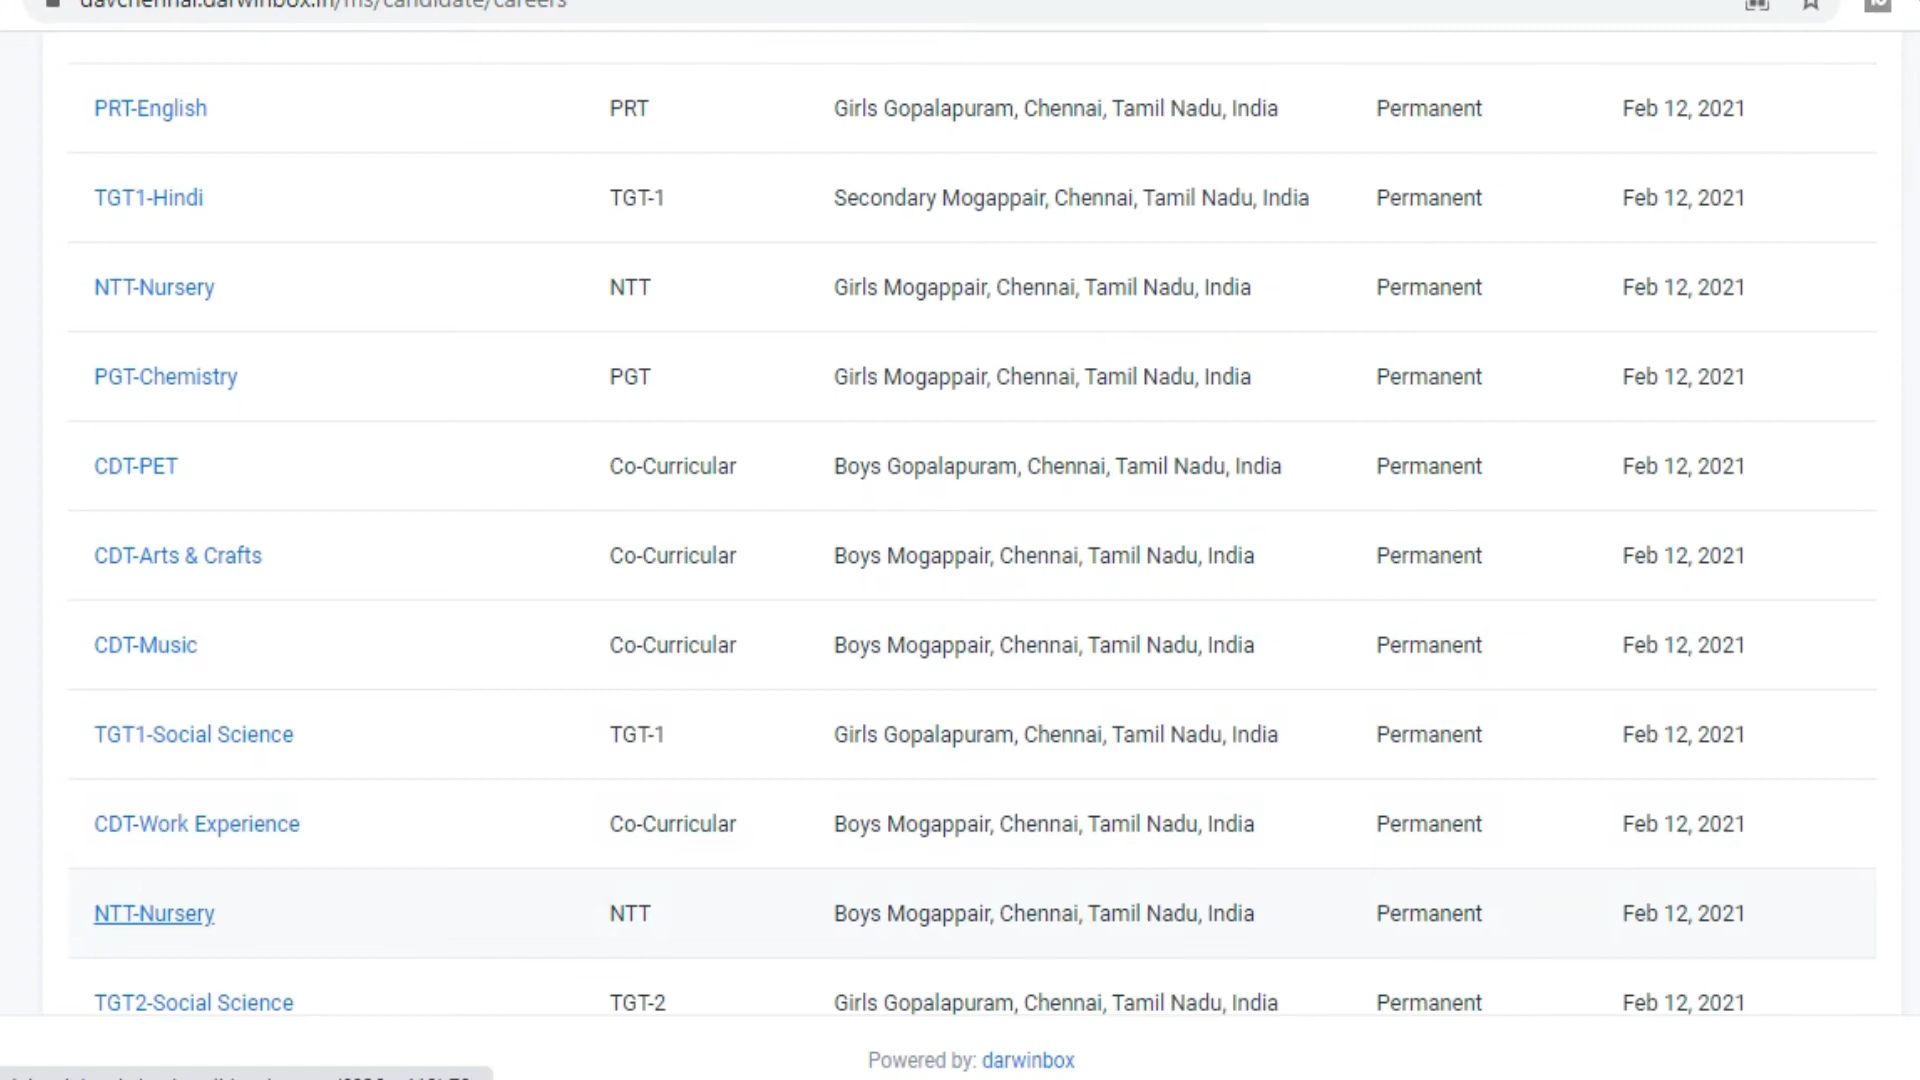 davchennai.darwinbox.in/ms/candidate/careers
PRT-English PRT Girls Gopalapuram, Chennai, Tamil Nadu, India Permanent Feb 12, 2021
TGT1-Hindi TGT-1 Secondary Mogappair, Chennai, Tamil Nadu, India Permanent Feb 12, 2021
NTT-Nursery NTT Girls Mogappair, Chennai, Tamil Nadu, India Permanent Feb 12, 2021
PGT-Chemistry PGT Girls Mogappair, Chennai, Tamil Nadu, India Permanent Feb 12, 2021
CDT-PET Co-Curricular Boys Gopalapuram, Chennai, Tamil Nadu, India Permanent Feb 12, 2021
CDT-Arts & Crafts Co-Curricular Boys Mogappair, Chennai, Tamil Nadu, India Permanent Feb 12, 2021
CDT-Music Co-Curricular Boys Mogappair, Chennai, Tamil Nadu, India Permanent Feb 12, 2021
TGT1-Social Science TGT-1 Girls Gopalapuram, Chennai, Tamil Nadu, India Permanent Feb 12, 2021
CDT-Work Experience Co-Curricular Boys Mogappair, Chennai, Tamil Nadu, India Permanent Feb 12, 2021
NTT-Nursery NTT Boys Mogappair, Chennai, Tamil Nadu, India Permanent Feb 12, 2021
TGT2-Social Science TGT-2 Girls Gopalapuram, Chennai, Tamil Nadu, India Permanent Feb 12, 2021
Powered by: darwinbox